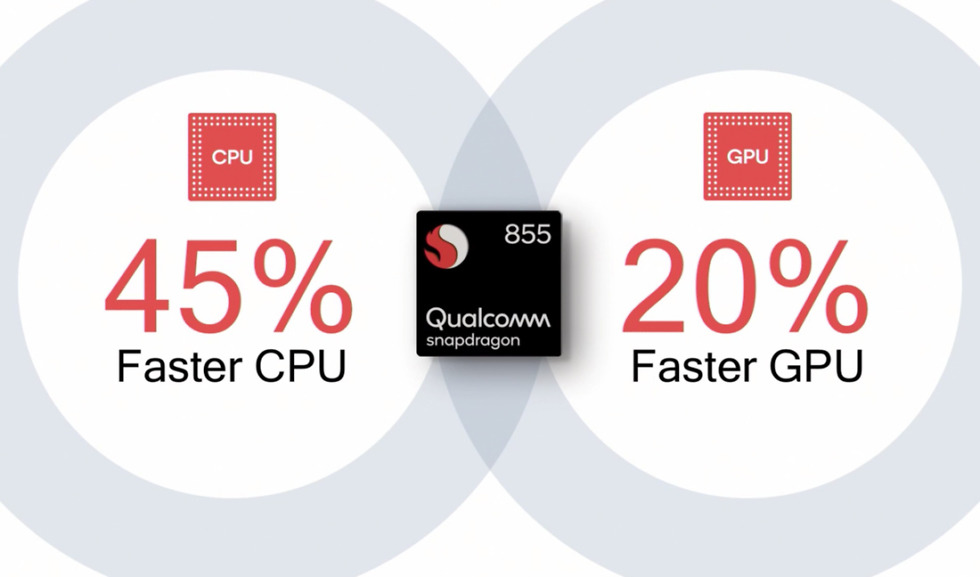 CPU
45%
Faster CPU
855
Qualcomm
snapdragon
GPU
20%
Faster GPU